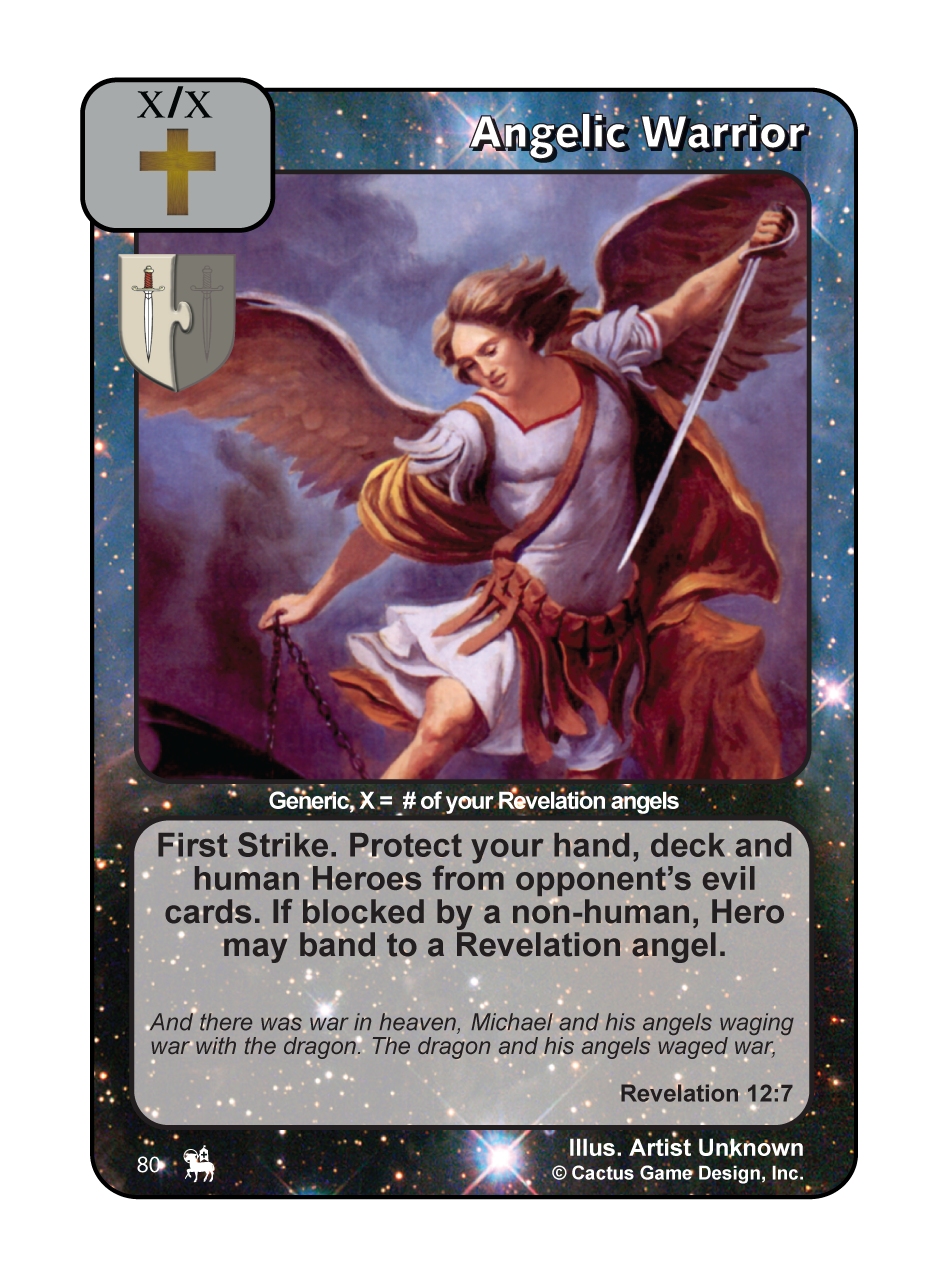 X/X
Angelic Warrior
Generic, X = # of your Revelation angels
First Strike. Protect your hand, deck and
human Heroes from opponent's evil
cards. If blocked by a non-human, Hero
may band to a Revelation angel.
And there was war in heaven, Michael and his angels waging
war with the dragon. The dragon and his angels waged war,
Revelation 12:7
Illus. Artist Unknown
80
© Cactus Game Design, Inc.